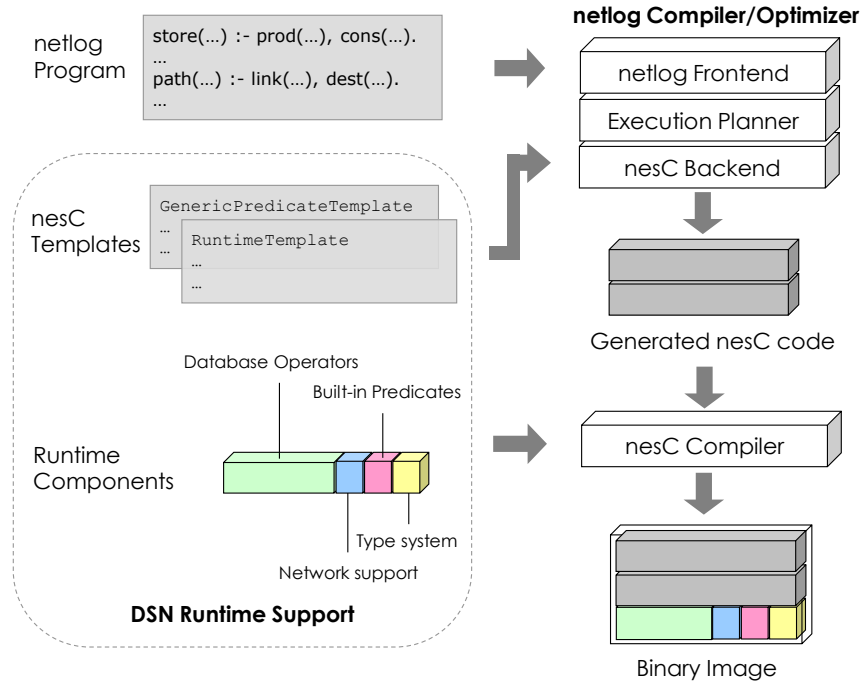 netlog Compiler/Optimizer
netlog
Program
store(…) :- prod(…), cons(…).
…
path(…) :- link(…), dest(…).
…
netlog Frontend
Execution Planner
nesC Backend
nesC
Templates
GenericPredicateTemplate
…
…
RuntimeTemplate
…
…
Generated nesC code
Database Operators
Built-in Predicates
Runtime
Components
nesC Compiler
Type system
Network support
DSN Runtime Support
Binary Image